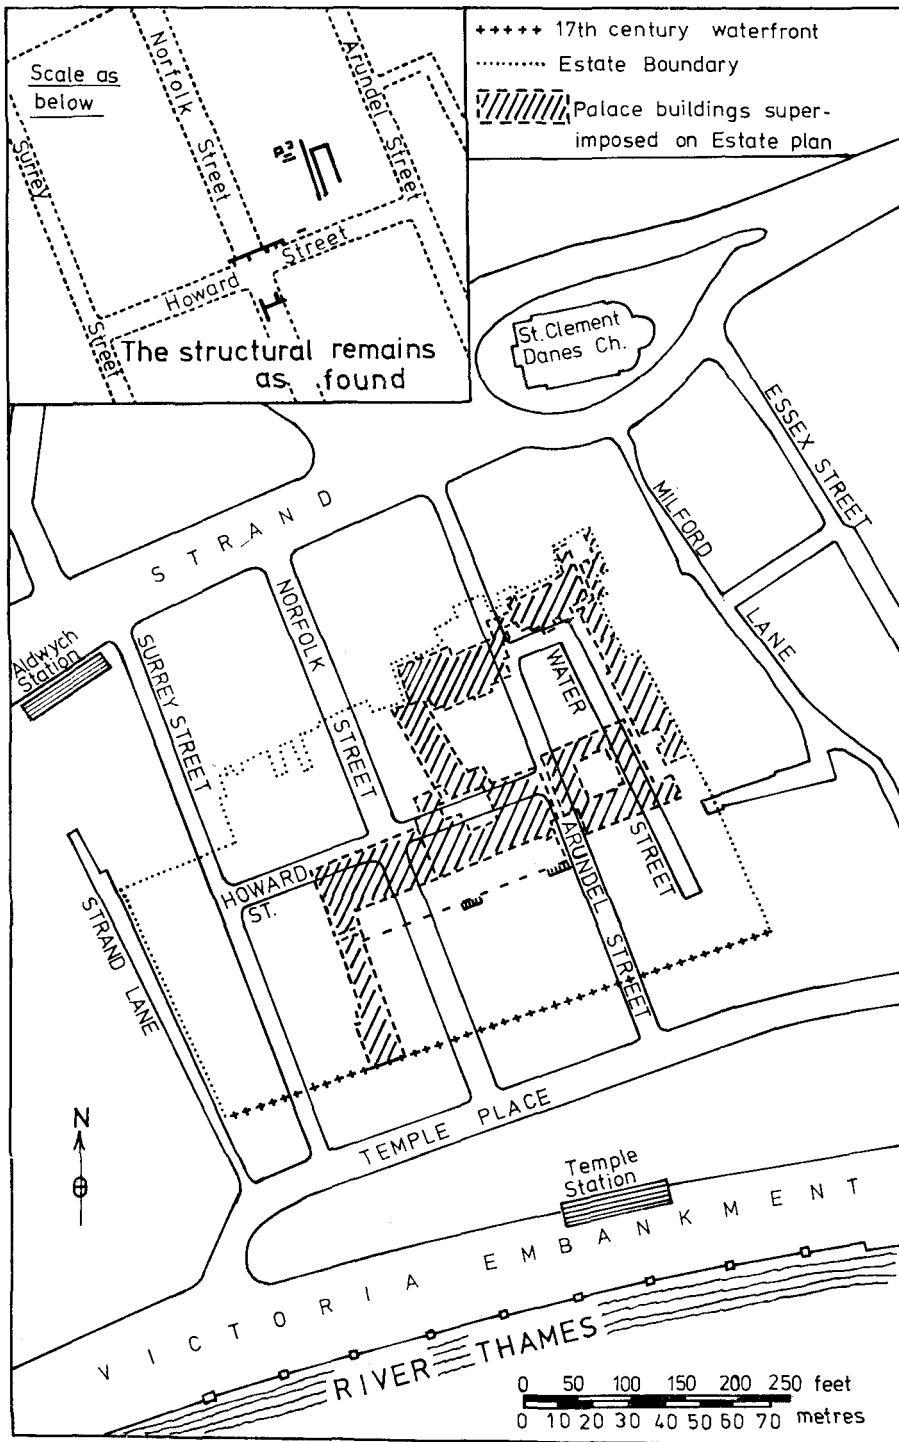 Scale as
below
Norfolk
Street
Arundel
Street
Surrey
Street
Howard
Street
The structural remains
as found
17th century waterfront
Estate Boundary
Palace buildings super-
imposed on Estate plan
St. Clement
Danes Ch.
ESSEX STREET
MILFORD
LANE
STRAND
NORFOLK
STREET
SURREY STREET
Aldwych
Station
WATER
STREET
HOWARD
ST.
ARUNDEL
STREET
STRAND LANE
N
TEMPLE PLACE
Temple
Station
VICTORIA EMBANKMENT
RIVER THAMES
0 50 100 150 200 250 feet
0 10 20 30 40 50 60 70 metres